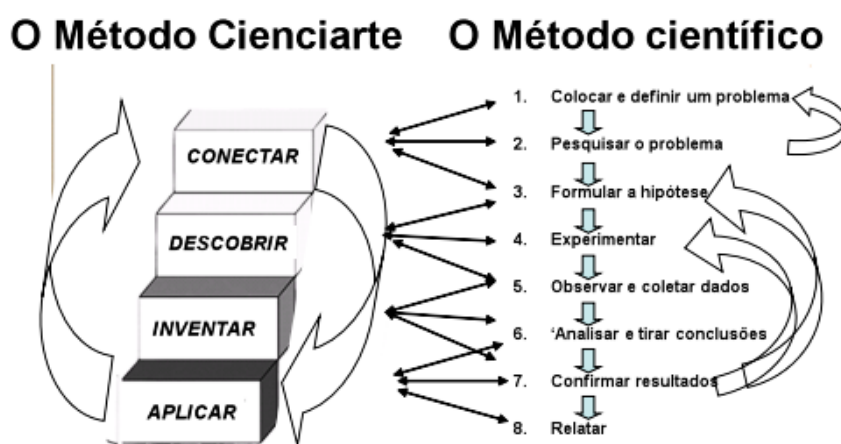 O Método Cienciarte
O Método científico
CONECTAR
DESCOBRIR
INVENTAR
APLICAR
1. Colocar e definir um problema
2. Pesquisar o problema
3. Formular a hipótese
4. Experimentar
5. Observar e coletar dados
6. 'Analisar e tirar conclusões
7. Confirmar resultados
8. Relatar